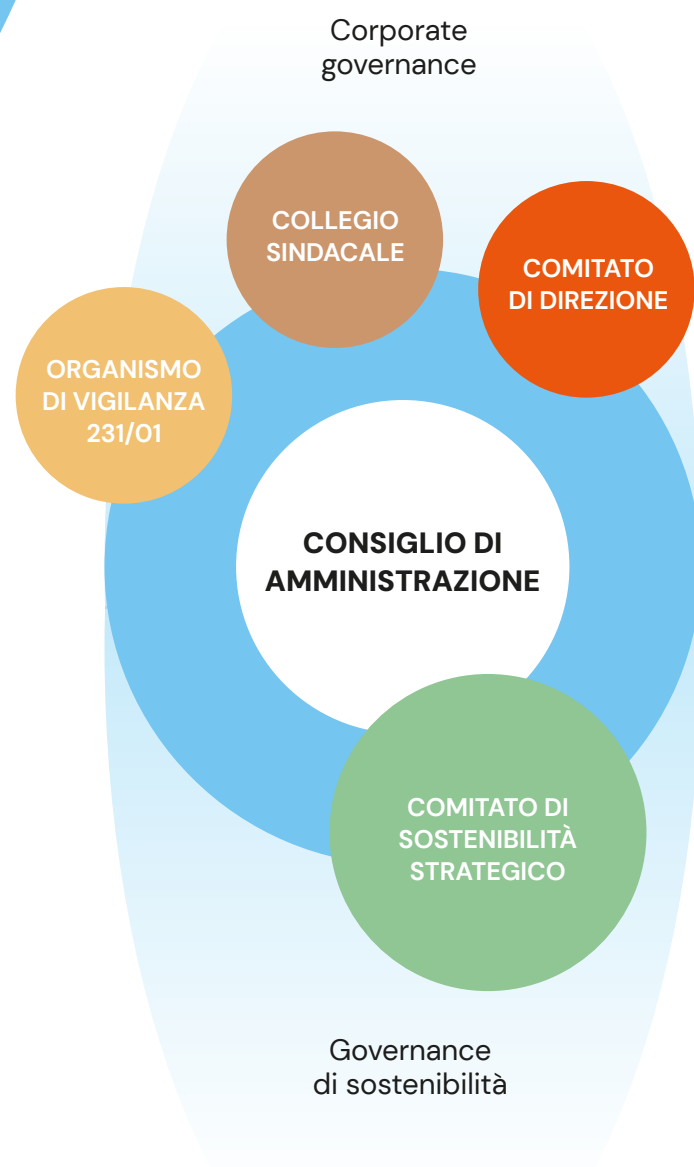 Corporate
governance
COLLEGIO
SINDACALE
COMITATO
DI DIREZIONE
ORGANISMO
DI VIGILANZA
231/01
CONSIGLIO DI
AMMINISTRAZIONE
COMITATO DI
SOSTENIBILITÀ
STRATEGICO
Governance
di sostenibilità